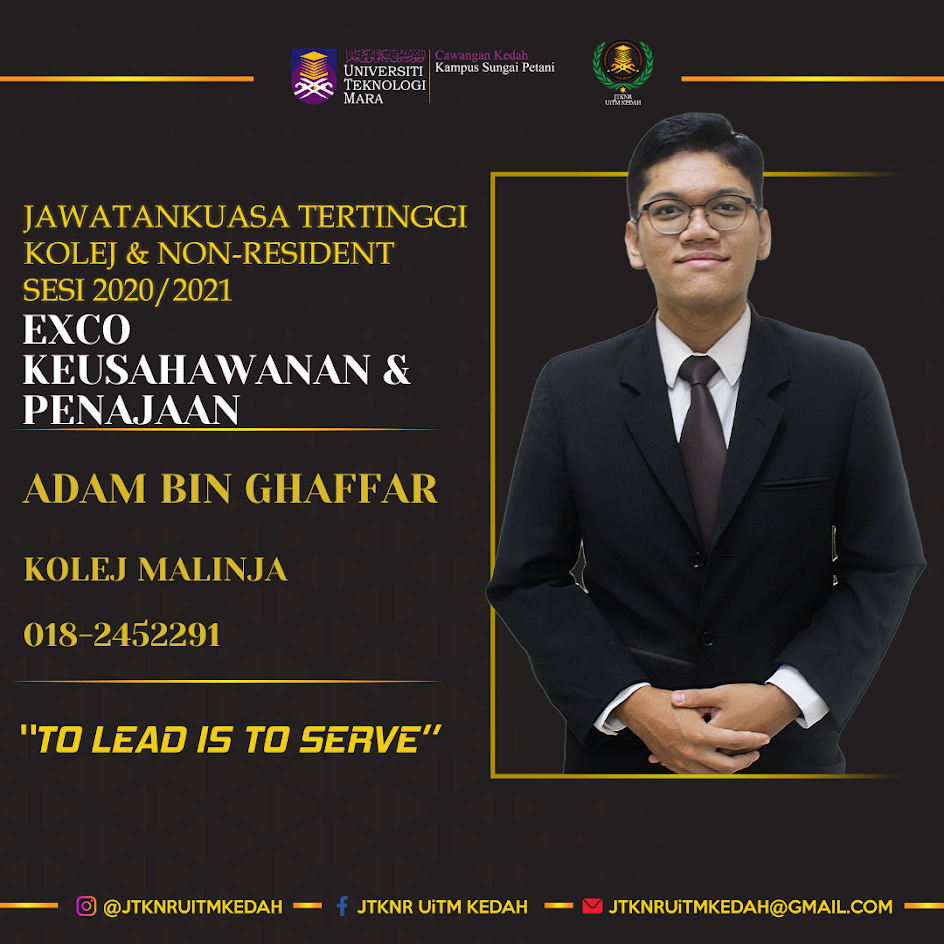 UNIVERSITI
TEKNOLOGI
MARA
Cawangan Kedah
Kampus Sungai Petani
JTKNR
UiTM KEDAH
JAWATANKUASA TERTINGGI
KOLEJ & NON-RESIDENT
SESI 2020/2021
EXCO
KEUSAHAWANAN &
PENAJAAN
ADAM BIN GHAFFAR
KOLEJ MALINJA
018-2452291
"TO LEAD IS TO SERVE"
@JTKNRUITMKEDAH
JTKNR UiTM KEDAH
JTKNRUiTMKEDAH@GMAIL.COM